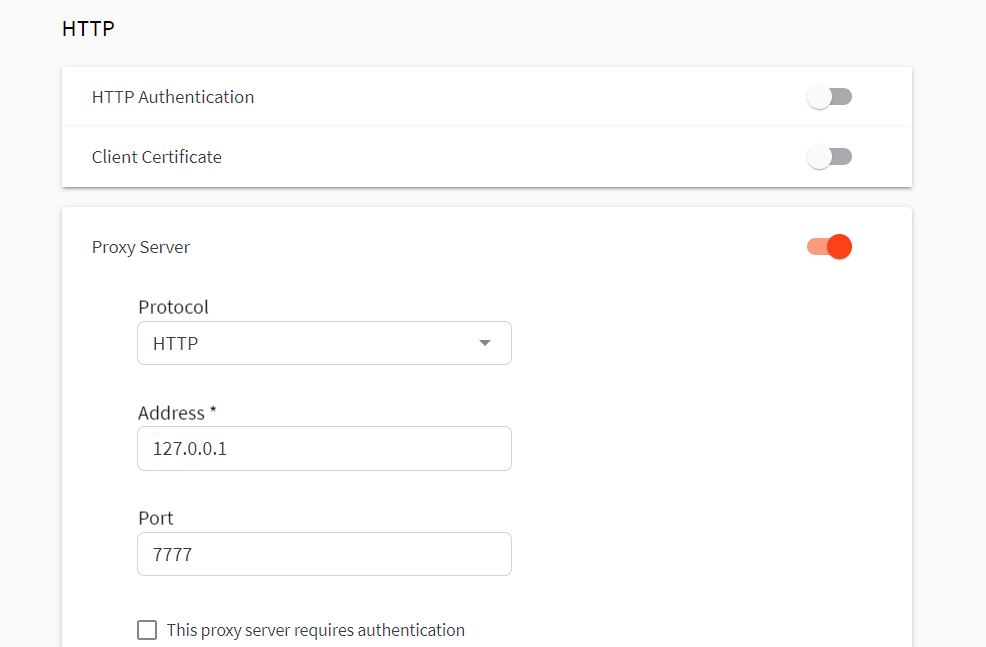 HTTP
HTTP Authentication
Client Certificate
Proxy Server
Protocol
HTTP
Address *
127.0.0.1
Port
7777
This proxy server requires authentication